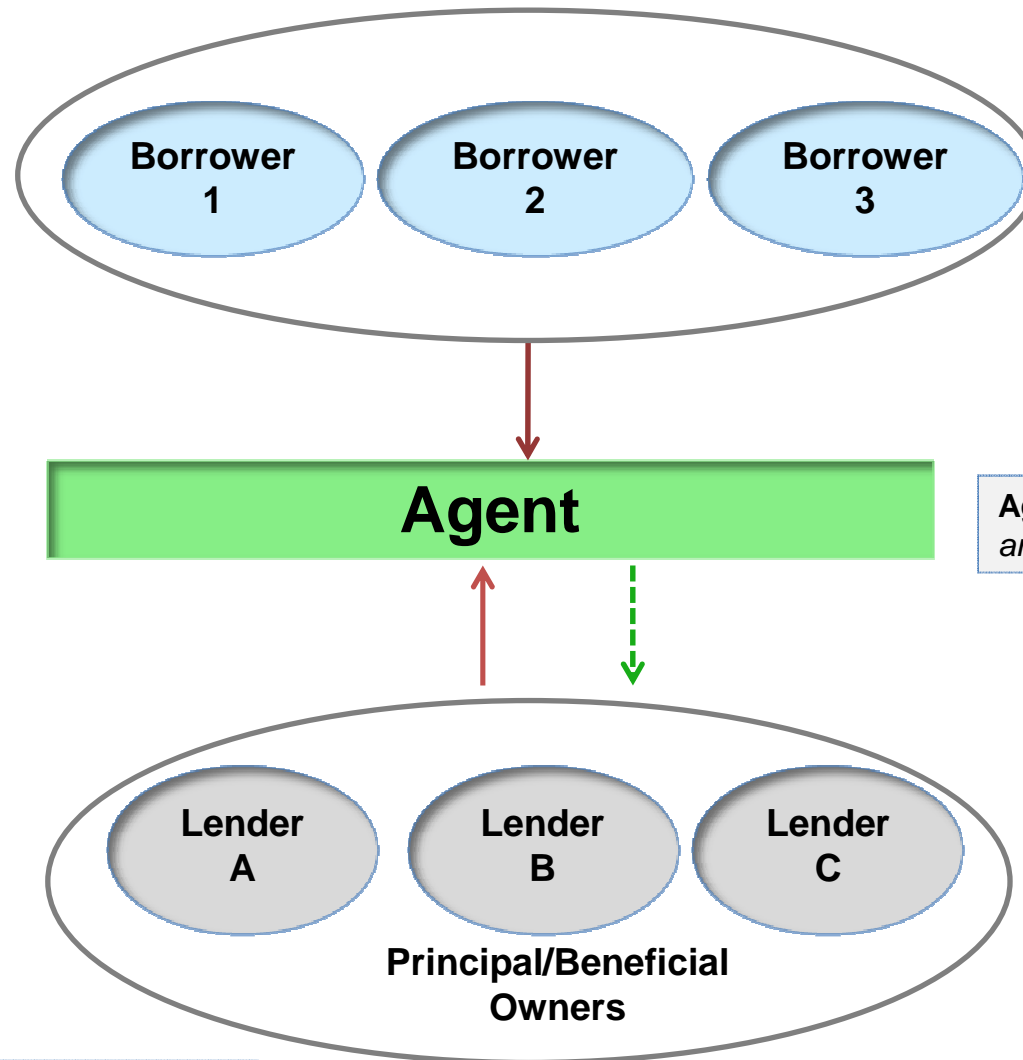 Borrower
1
Borrower
2
Borrower
3
Agent
Lender
A
Lender
B
Lender
C
Principal/Beneficial
Owners